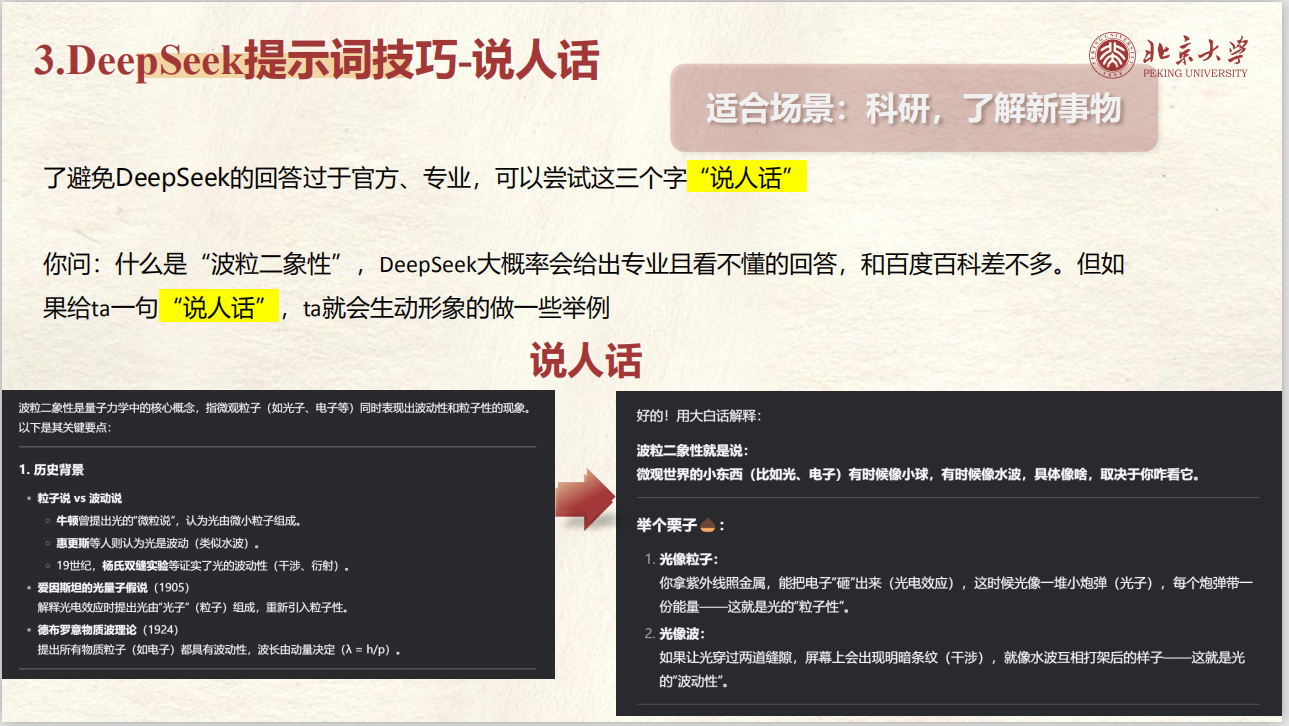 3.DeepSeek提示词技巧-说人话
北京大学
PEKING UNIVERSITY
适合场景：科研，了解新事物
了避免DeepSeek的回答过于官方、专业，可以尝试这三个字“说人话”
你问：什么是“波粒二象性”，DeepSeek大概率会给出专业且看不懂的回答，和百度百科差不多。但如
果给ta一句“说人话”，ta就会生动形象的做一些举例
说人话
波粒二象性是量子力学中的核心概念，指微观粒子（如光子、电子等）同时表现出波动性和粒子性的现象。
以下是其关键要点：
1. 历史背景
• 粒子说 vs 波动说
○ 牛顿曾提出光的“微粒说”，认为光由微小粒子组成。
○ 惠更斯等人则认为光是波动（类似水波）。
○ 19世纪，杨氏双缝实验等证实了光的波动性（干涉、衍射）。
• 爱因斯坦的光量子假说（1905）
解释光电效应时提出光由“光子”（粒子）组成，重新引入粒子性。
• 德布罗意物质波理论（1924）
提出所有物质粒子（如电子）都具有波动性，波长由动量决定（λ = h/p）。
好的！用大白话解释：
波粒二象性就是说：
微观世界的小东西（比如光、电子）有时候像小球，有时候像水波，具体像啥，取决于你咋看它。
举个栗子🌰：
1. 光像粒子：
你拿紫外线照金属，能把电子“砸”出来（光电效应），这时候光像一堆小炮弹（光子），每个炮弹带一
份能量——这就是光的“粒子性”。
2. 光像波：
如果让光穿过两道缝隙，屏幕上会出现明暗条纹（干涉），就像水波互相打架后的样子——这就是光
的“波动性”。